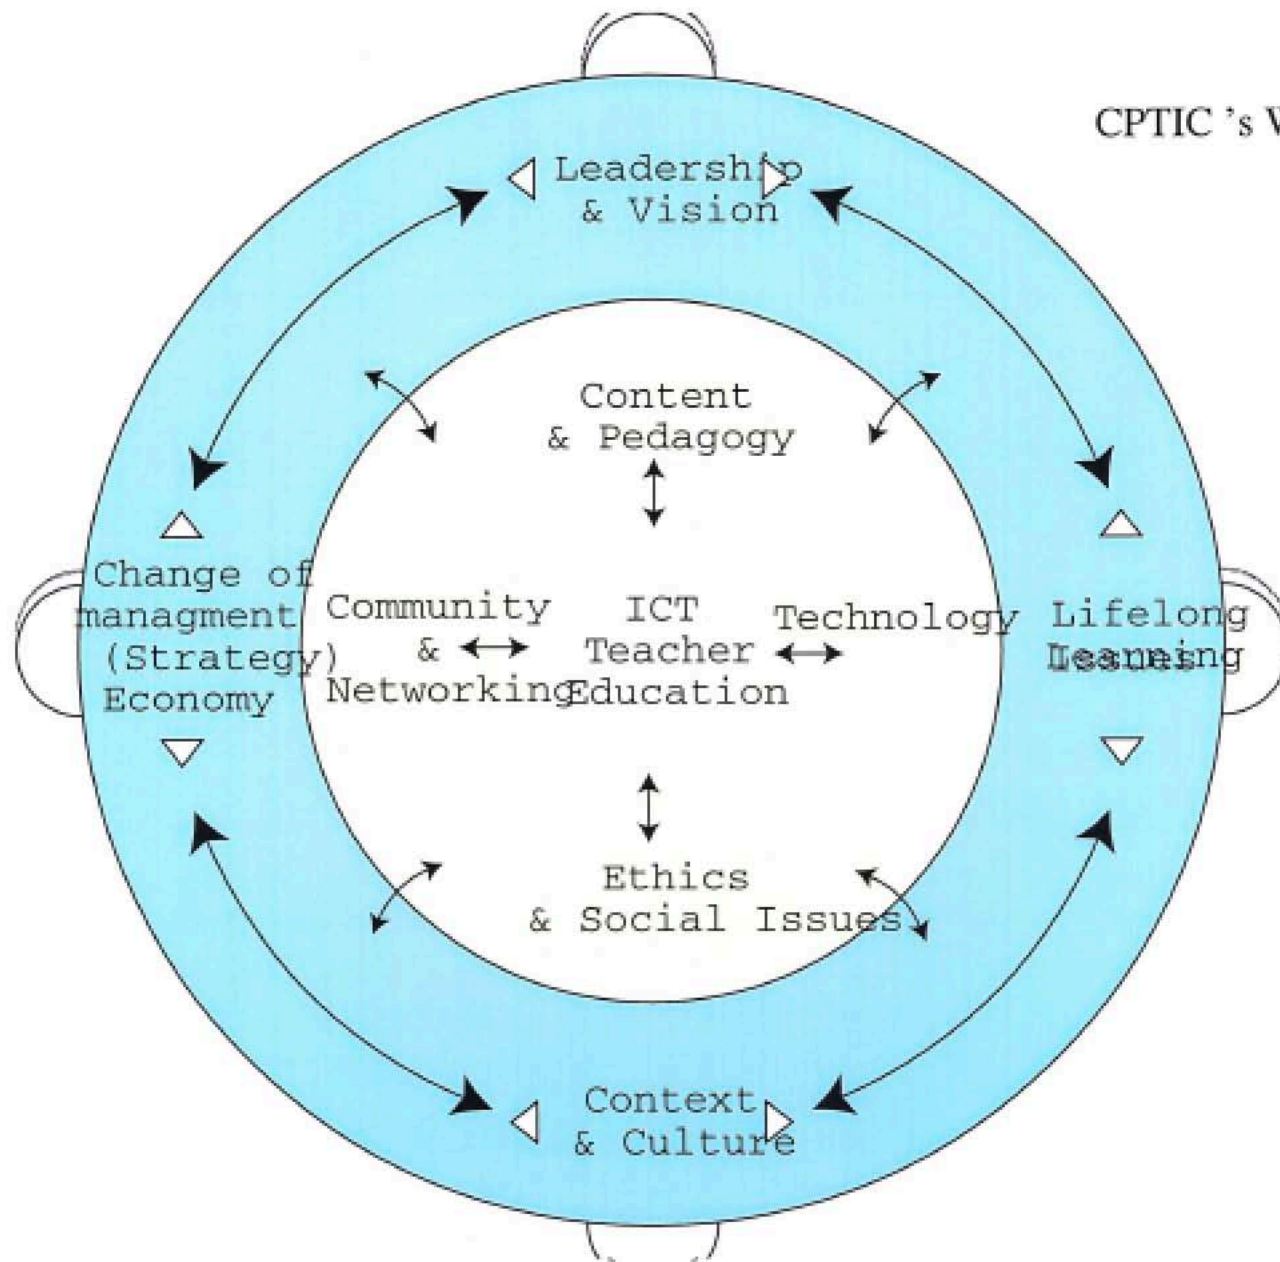 CPTIC 's
Leadership
& Vision
Content
& Pedagogy
Change of
managment
(Strategy)
Economy
Community
&
Networking
ICT
Teacher
Education
Technology
Lifelong
Learning
Issues
Ethics
& Social Issues
Context
& Culture